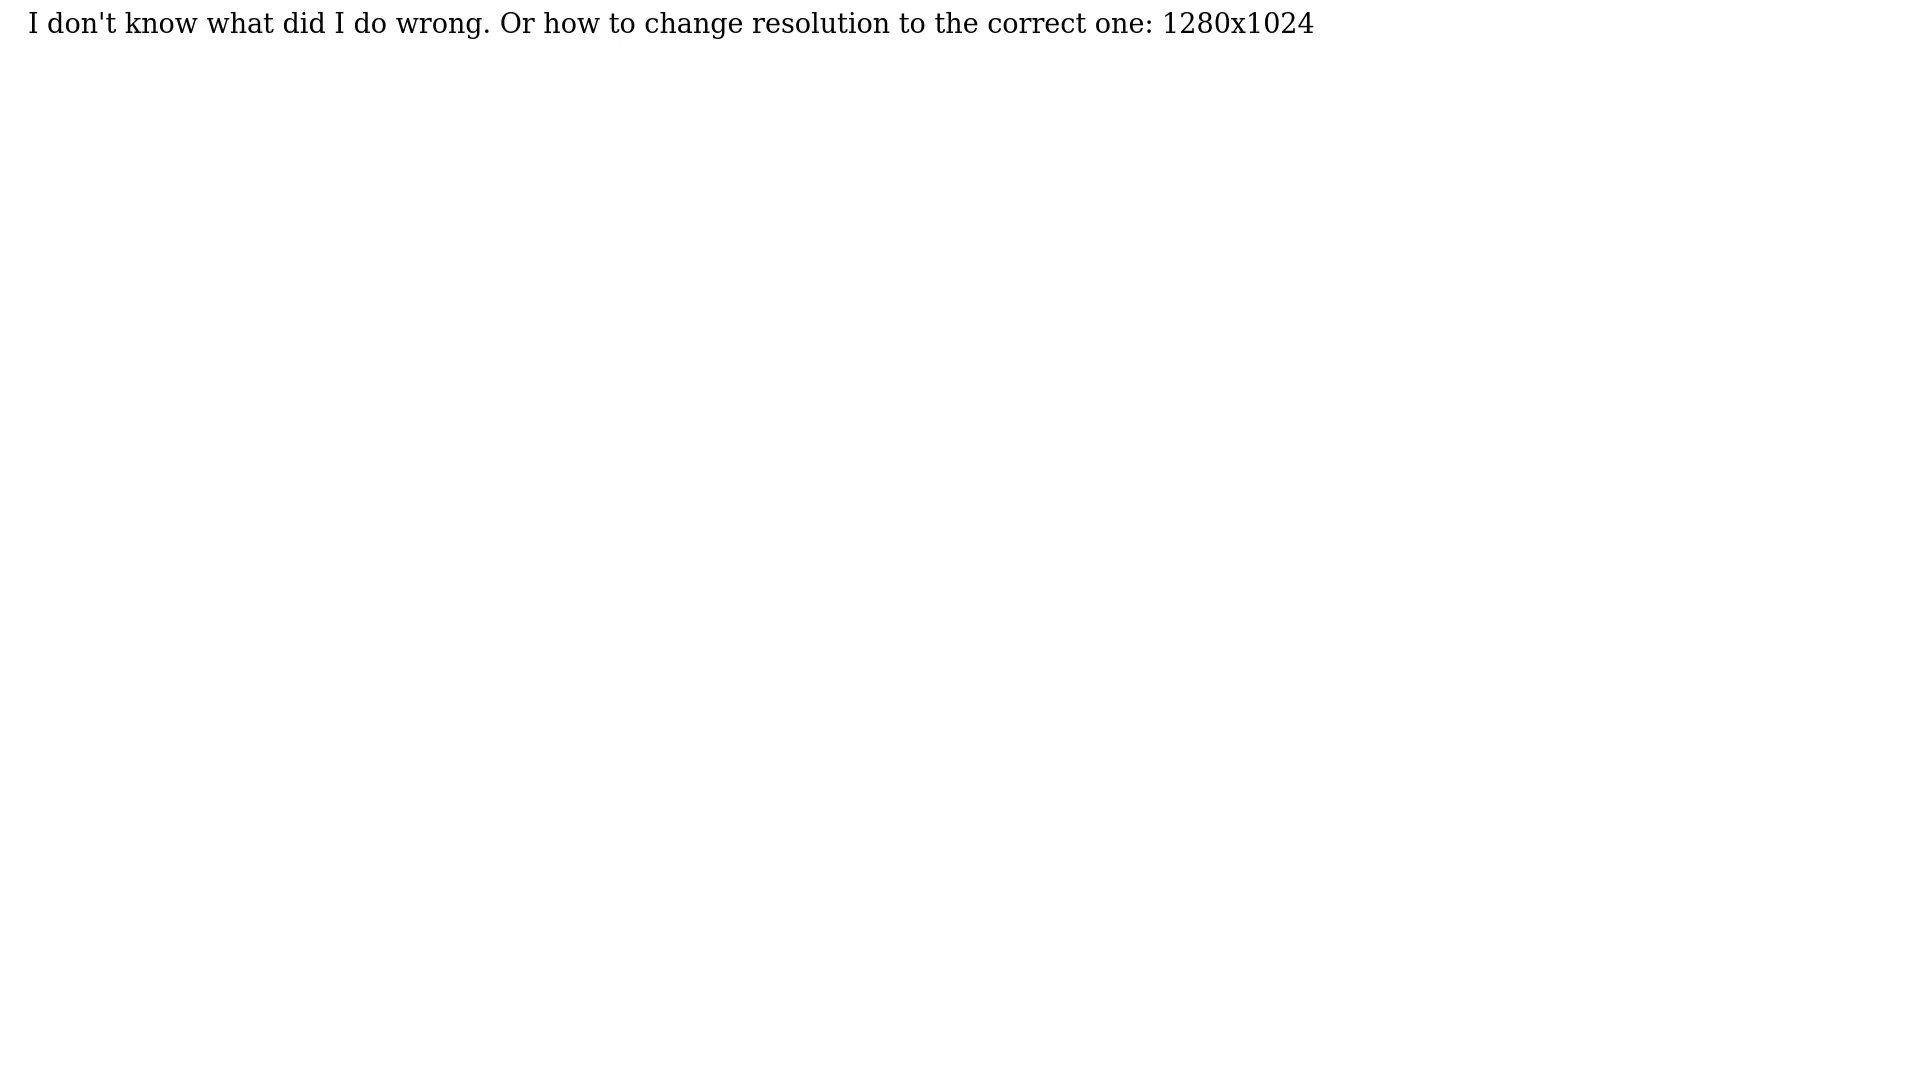 I don't know what did I do wrong. Or how to change resolution to the correct one: 1280x1024